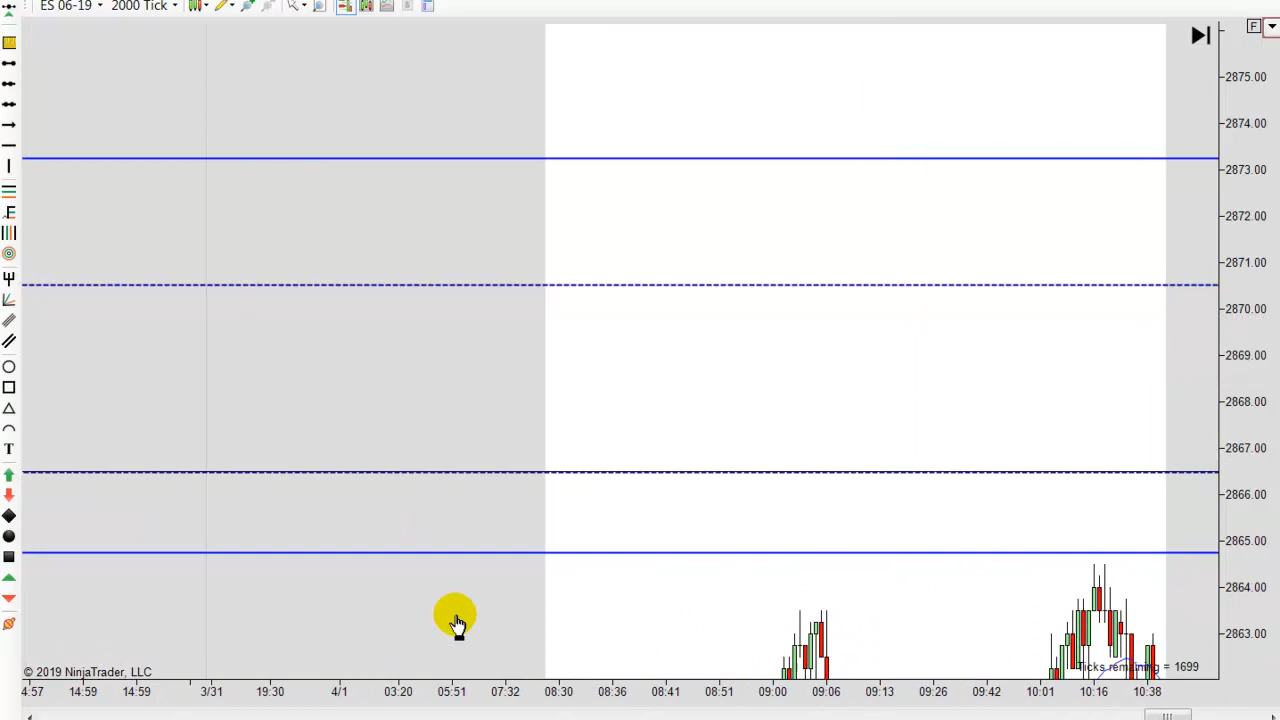 ES 06-19 2000 Tick
F
2875.00
2874.00
2873.00
2872.00
2871.00
2870.00
2869.00
2868.00
2867.00
2866.00
2865.00
2864.00
2863.00
T
Ticks remaining = 1699
© 2019 NinjaTrader, LLC
4:57 14:59 14:59 3/31 19:30 4/1 03:20 05:51 07:32 08:30 08:36 08:41 08:51 09:00 09:06 09:13 09:26 09:42 10:01 10:16 10:38